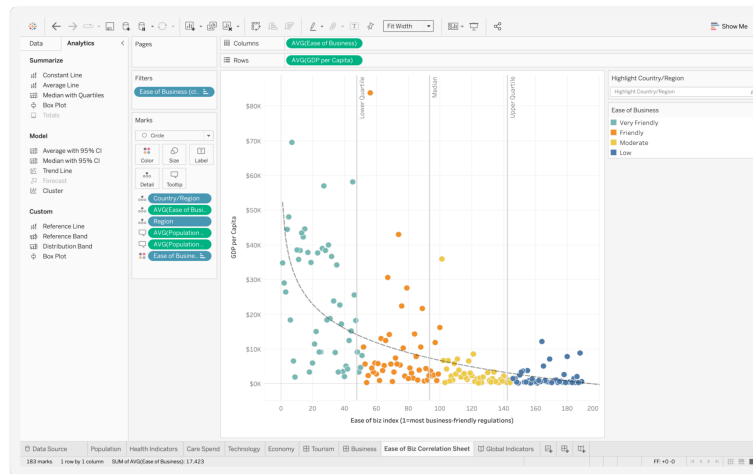 Fit Width
Show Me
Data
Analytics
Pages
Columns
AVG(Ease of Business)
Rows
AVG(GDP per Capita)
Summarize
Constant Line
Average Line
Median with Quartiles
Box Plot
Totals
Model
Average with 95% CI
Median with 95% CI
Trend Line
Forecast
Cluster
Custom
Reference Line
Reference Band
Distribution Band
Box Plot
Filters
Ease of Business (cl..
Marks
Circle
Color
Size
Label
Detail
Tooltip
Country/Region
AVG(Ease of Busi..
Region
AVG(Population ..
AVG(Population ..
Ease of Busine..
Lower Quartile
Median
Upper Quartile
GDP per Capita
$80K
$70K
$60K
$50K
$40K
$30K
$20K
$10K
$0K
0 20 40 60 80 100 120 140 160 180 200
Ease of biz index (1=most business-friendly regulations)
Highlight Country/Region
Highlight Country/Region
Ease of Business
Very Friendly
Friendly
Moderate
Low
Data Source
Population
Health Indicators
Care Spend
Technology
Economy
Tourism
Business
Ease of Biz Correlation Sheet
Global Indicators
183 marks
1 row by 1 column
SUM of AVG(Ease of Business): 17,423
FF: +0 -0